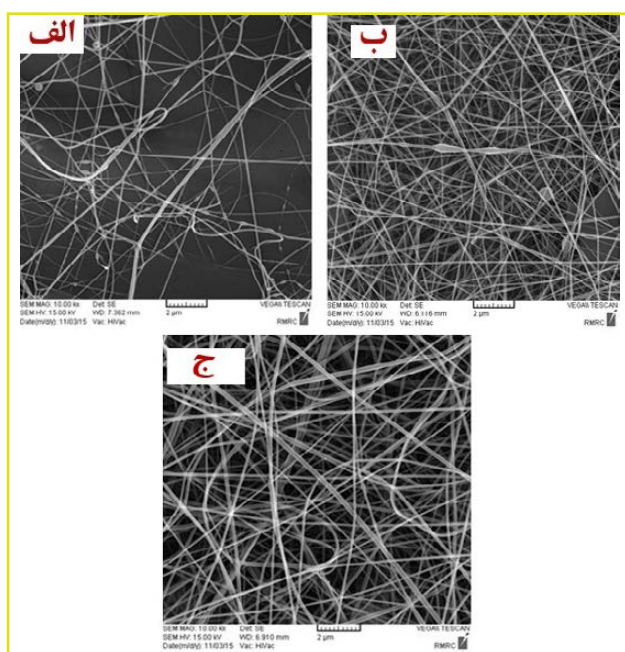 الف
SEM MAG: 10.00 kx Det: SE
SEM HV: 15.00 kV WD: 7.362 mm 2 µm VEGA\\ TESCAN
Date(m/d/y): 11/03/15 Vac: HiVac RMRC
ب
SEM MAG: 10.00 kx Det: SE
SEM HV: 15.00 kV WD: 6.116 mm 2 µm VEGA\\ TESCAN
Date(m/d/y): 11/03/15 Vac: HiVac RMRC
ج
SEM MAG: 10.00 kx Det: SE
SEM HV: 15.00 kV WD: 6.910 mm 2 µm VEGA\\ TESCAN
Date(m/d/y): 11/03/15 Vac: HiVac RMRC